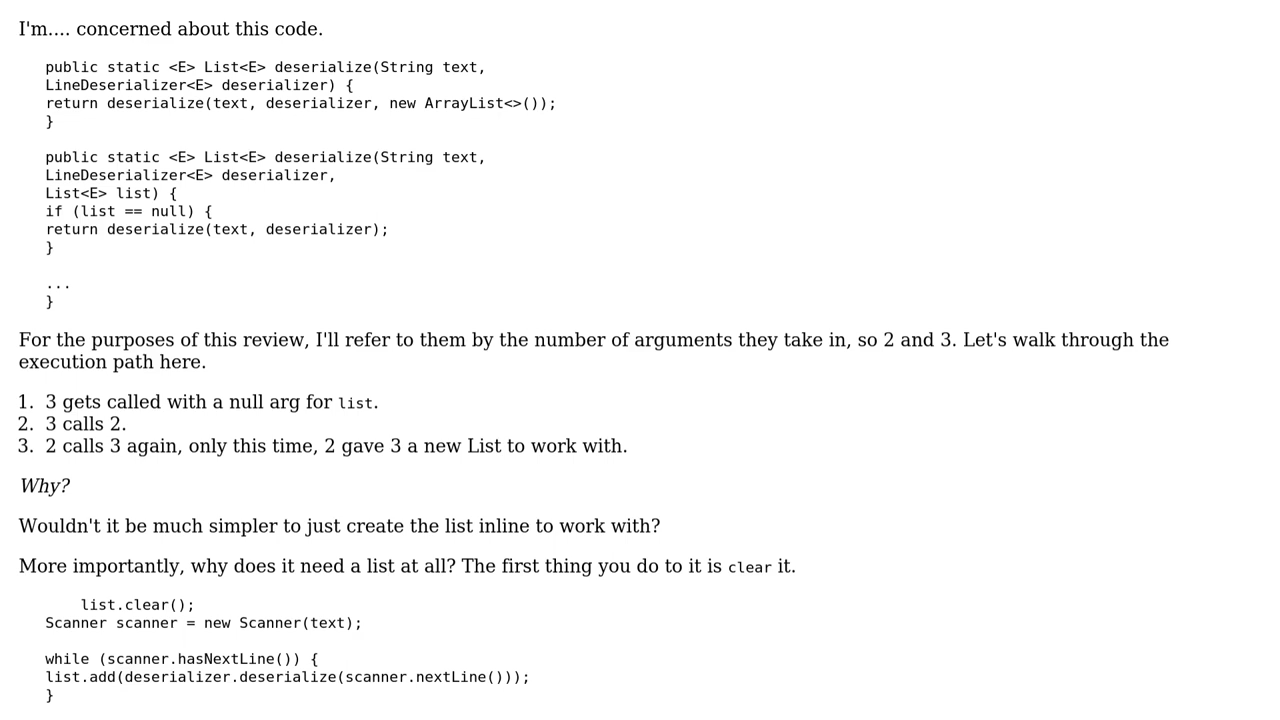 I'm.... concerned about this code.
public static <E> List<E> deserialize(String text,
LineDeserializer<E> deserializer) {
return deserialize(text, deserializer, new ArrayList<>());
}
public static <E> List<E> deserialize(String text,
LineDeserializer<E> deserializer,
List<E> list) {
if (list == null) {
return deserialize(text, deserializer);
}
...
}
For the purposes of this review, I'll refer to them by the number of arguments they take in, so 2 and 3. Let's walk through the
execution path here.
1. 3 gets called with a null arg for list.
2. 3 calls 2.
3. 2 calls 3 again, only this time, 2 gave 3 a new List to work with.
Why?
Wouldn't it be much simpler to just create the list inline to work with?
More importantly, why does it need a list at all? The first thing you do to it is clear it.
list.clear();
Scanner scanner = new Scanner(text);
while (scanner.hasNextLine()) {
list.add(deserializer.deserialize(scanner.nextLine()));
}